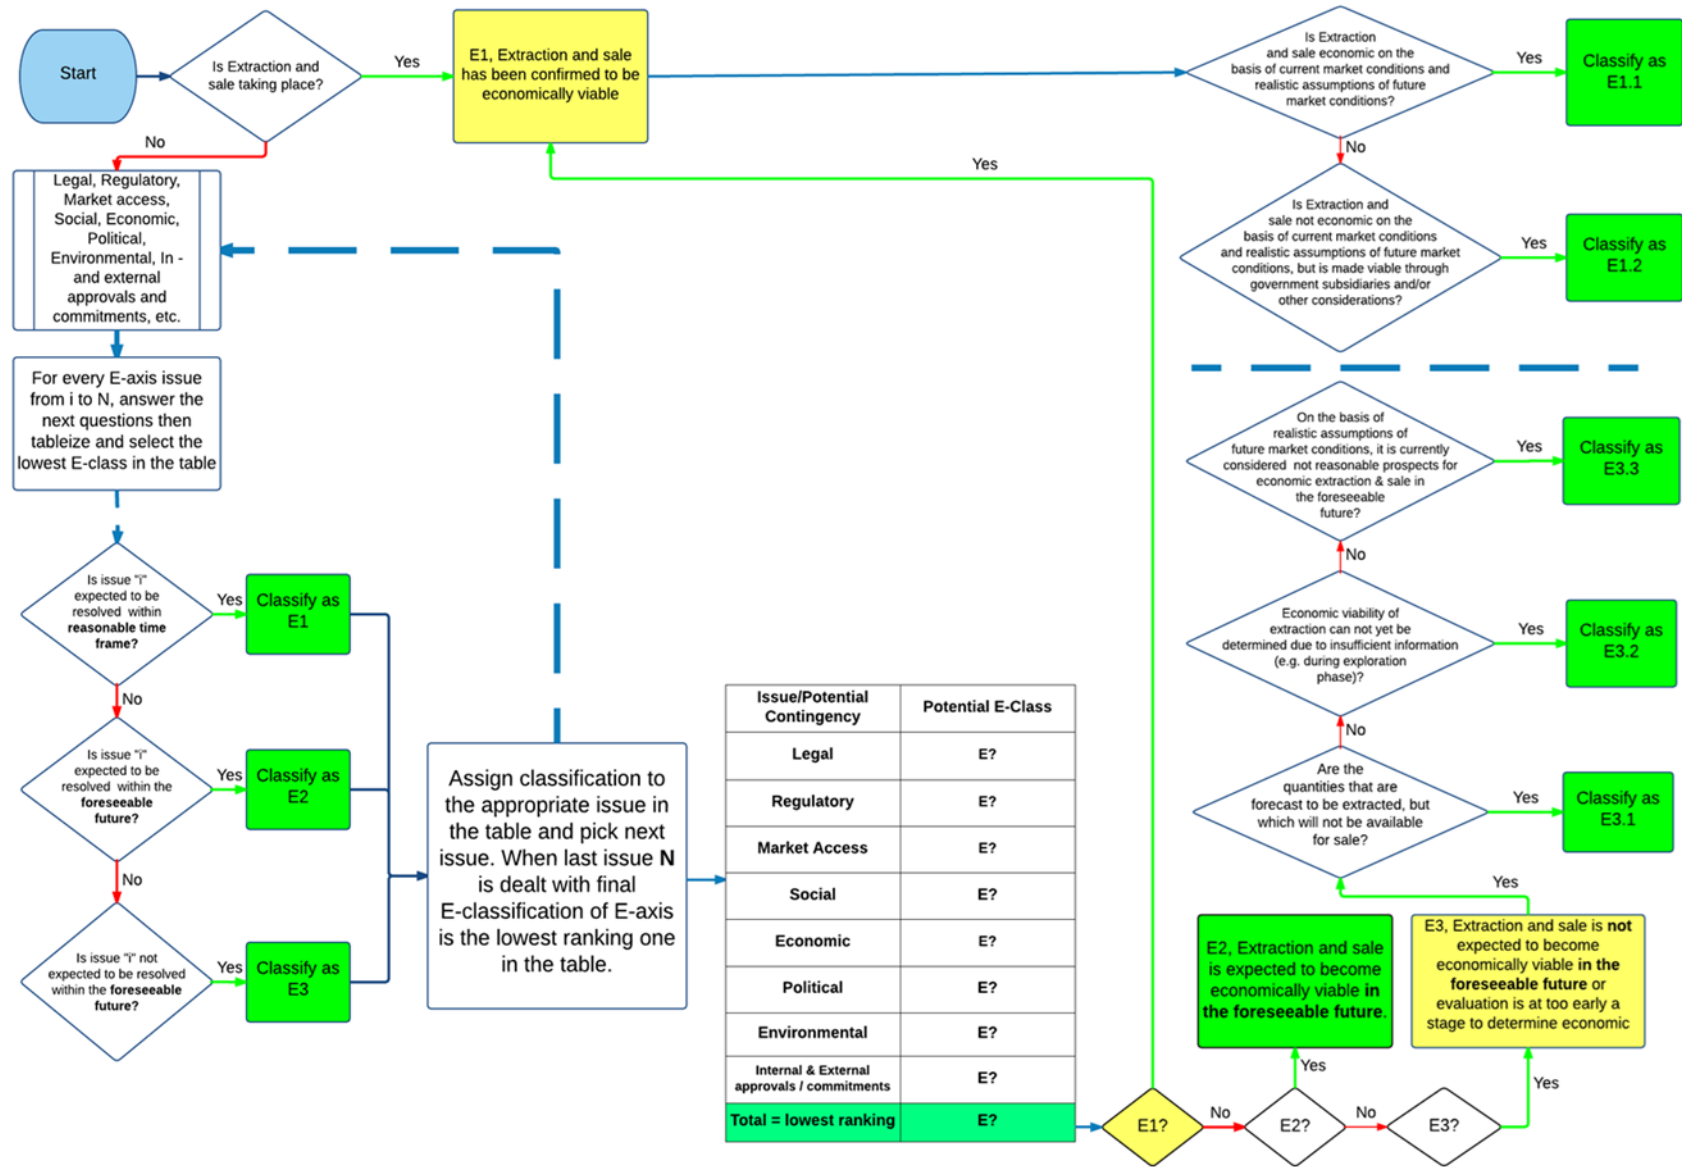 Start
Is Extraction and
sale taking place?
Yes
E1, Extraction and sale
has been confirmed to be
economically viable
Is Extraction
and sale economic on the
basis of current market conditions and
realistic assumptions of future
market conditions?
Yes
Classify as
E1.1
No
No
Yes
Legal, Regulatory,
Market access,
Social, Economic,
Political,
Environmental, In -
and external
approvals and
commitments, etc.
Is Extraction and
sale not economic on the
basis of current market conditions
and realistic assumptions of future market
conditions, but is made viable through
government subsidiaries and/or
other considerations?
Yes
Classify as
E1.2
For every E-axis issue
from i to N, answer the
next questions then
tableize and select the
lowest E-class in the table
On the basis of
realistic assumptions of
future market conditions, it is currently
considered not reasonable prospects for
economic extraction & sale in
the foreseeable
future?
Yes
Classify as
E3.3
No
Is issue "i"
expected to be
resolved within
reasonable time
frame?
Yes
Classify as
E1
Economic viability of
extraction can not yet be
determined due to insufficient information
(e.g. during exploration
phase)?
Yes
Classify as
E3.2
No
No
Is issue "i"
expected to be
resolved within the
foreseeable
future?
Yes
Classify as
E2
Are the
quantities that are
forecast to be extracted, but
which will not be available
for sale?
Yes
Classify as
E3.1
No
Yes
Is issue "i" not
expected to be resolved
within the foreseeable
future?
Yes
Classify as
E3
Assign classification to
the appropriate issue in
the table and pick next
issue. When last issue N
is dealt with final
E-classification of E-axis
is the lowest ranking one
in the table.
Issue/Potential
Contingency
Potential E-Class
Legal E?
Regulatory E?
Market Access E?
Social E?
Economic E?
Political E?
Environmental E?
Internal & External
approvals / commitments
E?
Total = lowest ranking E?
E2, Extraction and sale
is expected to become
economically viable in
the foreseeable future.
E3, Extraction and sale is not
expected to become
economically viable in the
foreseeable future or
evaluation is at too early a
stage to determine economic
Yes
Yes
E1?
No
E2?
No
E3?